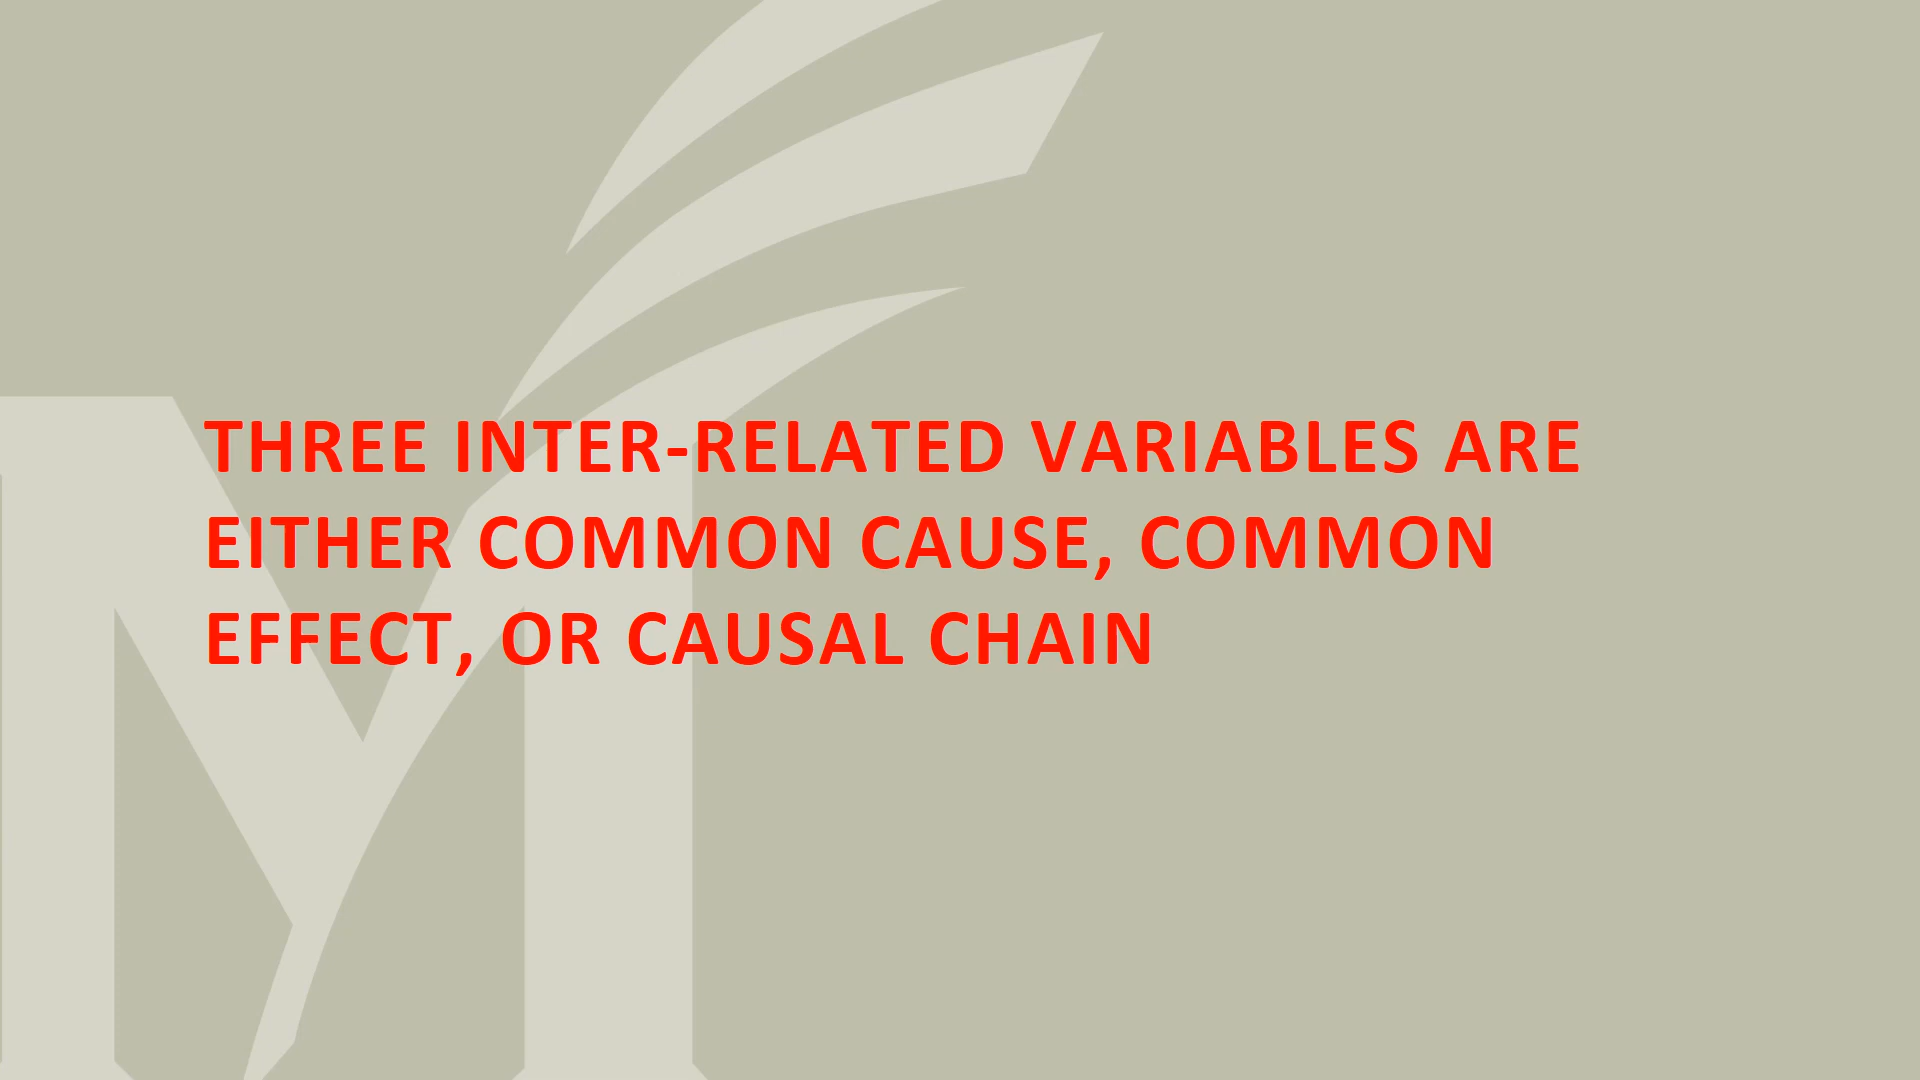 THREE INTER-RELATED VARIABLES ARE
EITHER COMMON CAUSE, COMMON
EFFECT, OR CAUSAL CHAIN